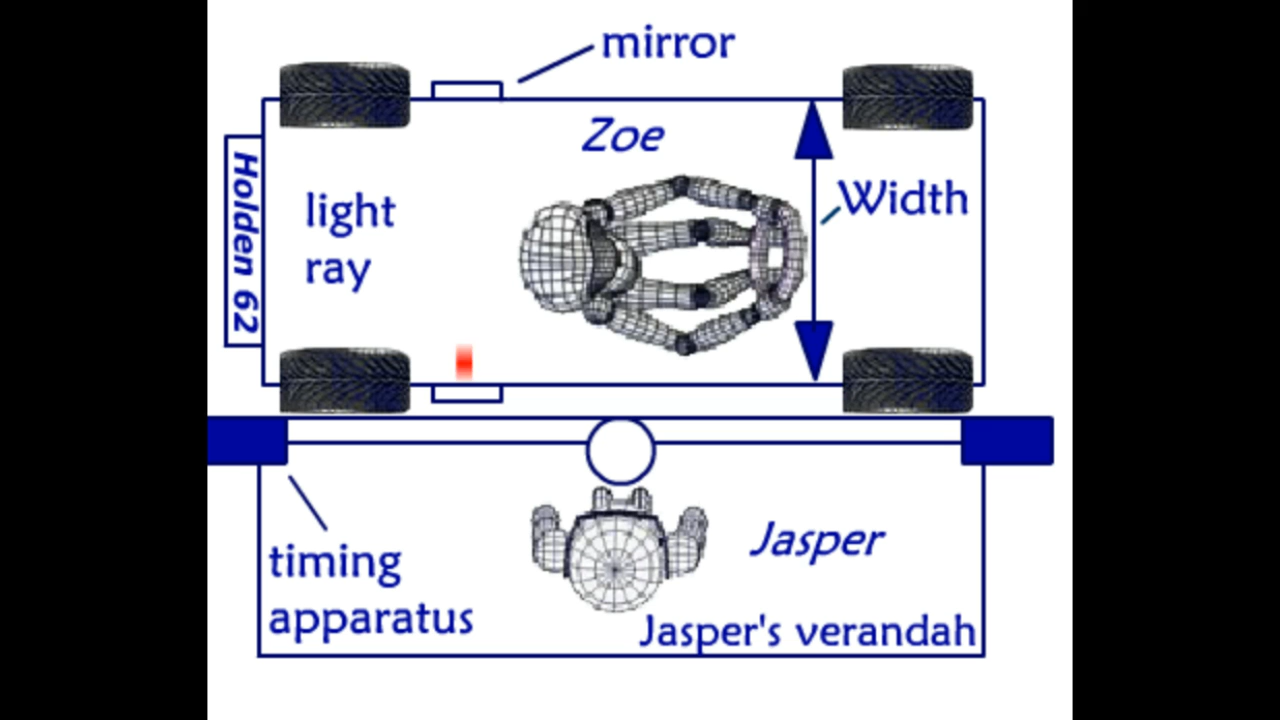 mirror
Zoe
Width
light
ray
Holden 62
timing
apparatus
Jasper
Jasper's verandah